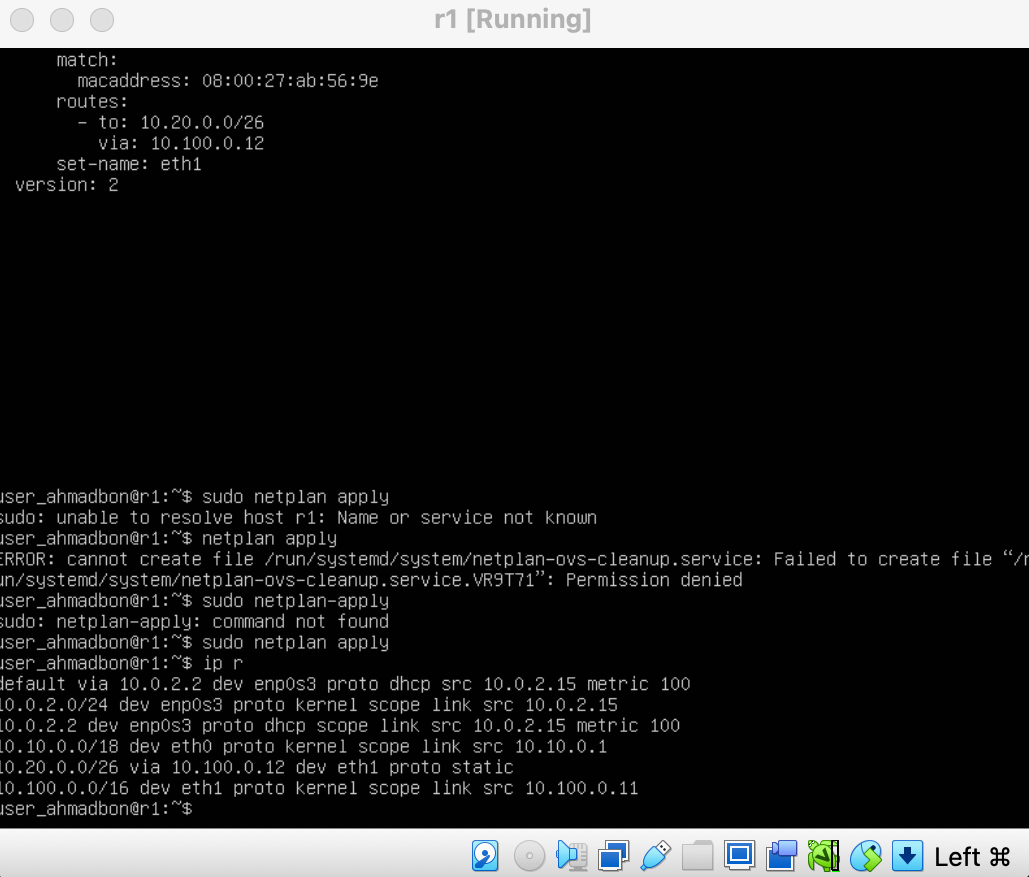 r1 [Running]
match:
macaddress: 08:00:27:ab:56:9e
routes:
- to: 10.20.0.0/26
via: 10.100.0.12
set-name: eth1
version: 2
user_ahmadbon@r1:~$ sudo netplan apply
sudo: unable to resolve host r1: Name or service not known
user_ahmadbon@r1:~$ netplan apply
ERROR: cannot create file /run/systemd/system/netplan-ovs-cleanup.service: Failed to create file “/r
un/systemd/system/netplan-ovs-cleanup.service.VR9T71”: Permission denied
user_ahmadbon@r1:~$ sudo netplan-apply
sudo: netplan-apply: command not found
user_ahmadbon@r1:~$ sudo netplan apply
user_ahmadbon@r1:~$ ip r
default via 10.0.2.2 dev enp0s3 proto dhcp src 10.0.2.15 metric 100
10.0.2.0/24 dev enp0s3 proto kernel scope link src 10.0.2.15
10.0.2.2 dev enp0s3 proto dhcp scope link src 10.0.2.15 metric 100
10.10.0.0/18 dev eth0 proto kernel scope link src 10.10.0.1
10.20.0.0/26 via 10.100.0.12 dev eth1 proto static
10.100.0.0/16 dev eth1 proto kernel scope link src 10.100.0.11
user_ahmadbon@r1:~$
Left ⌘